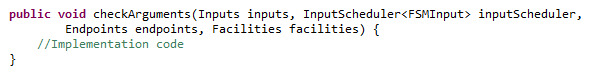 public void checkArguments(Inputs inputs, InputScheduler<FSMInput> inputScheduler,
        Endpoints endpoints, Facilities facilities) {
    //Implementation code
}